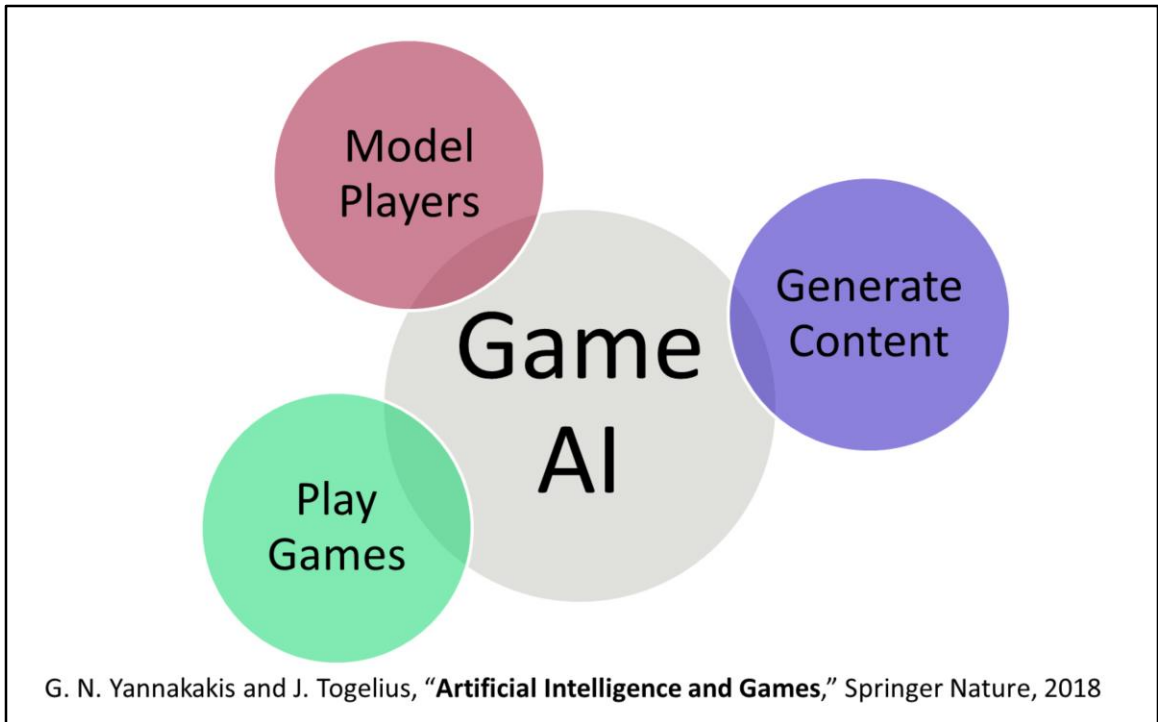 Model
Players
Generate
Content
Game
AI
Play
Games
G. N. Yannakakis and J. Togelius, “Artificial Intelligence and Games,” Springer Nature, 2018